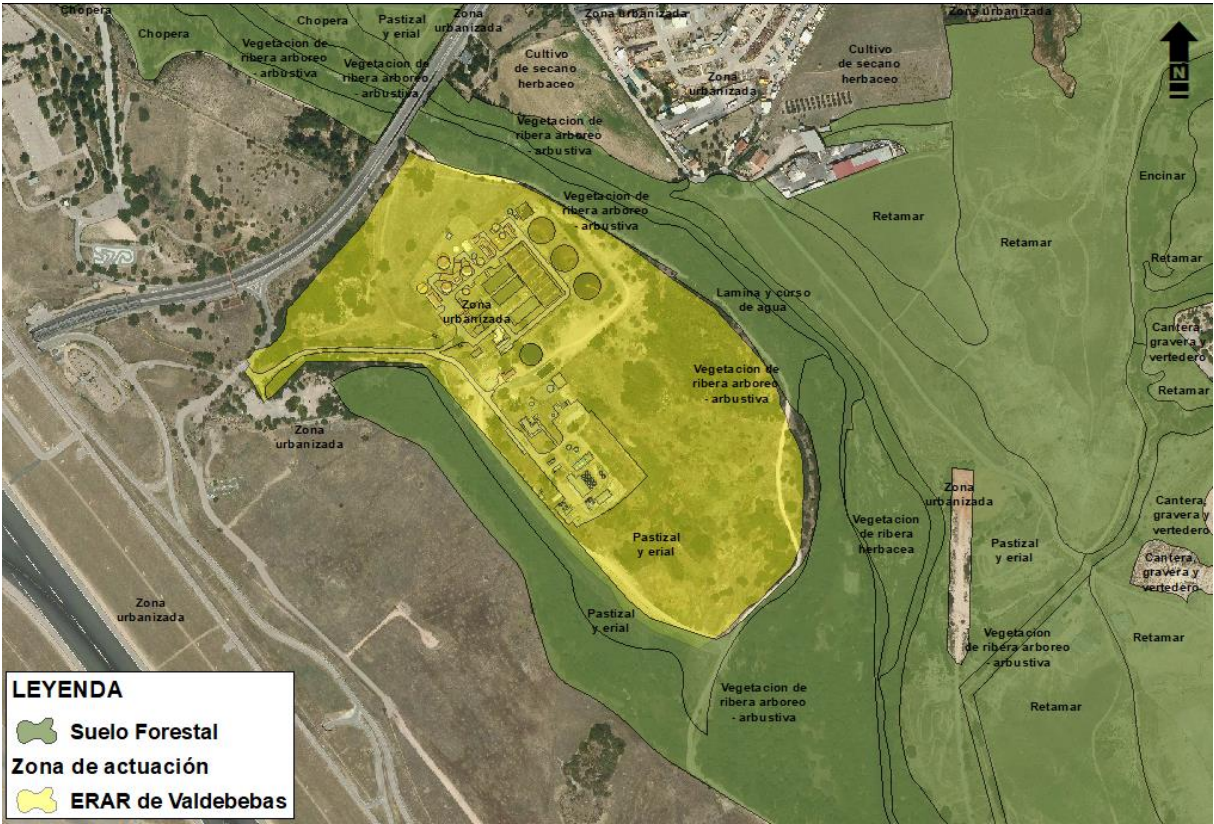 Chopera
Chopera
Chopera
Pastizal
y erial
Zona
urbanizada
Zona urbanizada
Zona urbanizada
Vegetacion de
ribera arboreo
- arbustiva
Vegetacion de
ribera arboreo
- arbustiva
Cultivo
de secano
herbaceo
Zona
urbanizada
Cultivo
de secano
herbaceo
N
Vegetacion de
ribera arboreo
- arbustiva
Encinar
Vegetacion de
ribera arboreo
- arbustiva
Retamar
Retamar
Retamar
Lamina y curso
de agua
Zona
urbanizada
Cantera,
gravera y
vertedero
Vegetacion de
ribera arboreo
- arbustiva
Retamar
Zona
urbanizada
Zona
urbanizada
Cantera,
gravera y
vertedero
Vegetacion
de ribera
herbacea
Pastizal
y erial
Pastizal
y erial
Cantera,
gravera y
vertedero
Zona
urbanizada
Pastizal
y erial
Vegetacion
de ribera arboreo
- arbustiva
Retamar
Vegetacion de
ribera arboreo
- arbustiva
Retamar
LEYENDA
Suelo Forestal
Zona de actuación
ERAR de Valdebebas